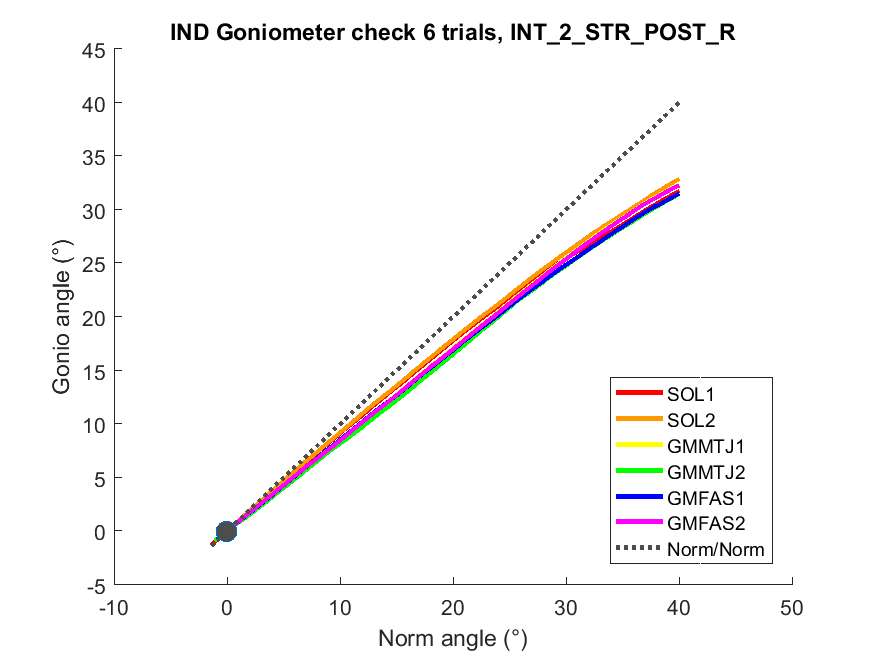 IND Goniometer check 6 trials, INT_2_STR_POST_R
45
40
35
30
25
20
15
10
5
0
-5
Gonio angle (°)
-10
0
10
20
30
40
50
Norm angle (°)
SOL1
SOL2
GMMTJ1
GMMTJ2
GMFAS1
GMFAS2
Norm/Norm